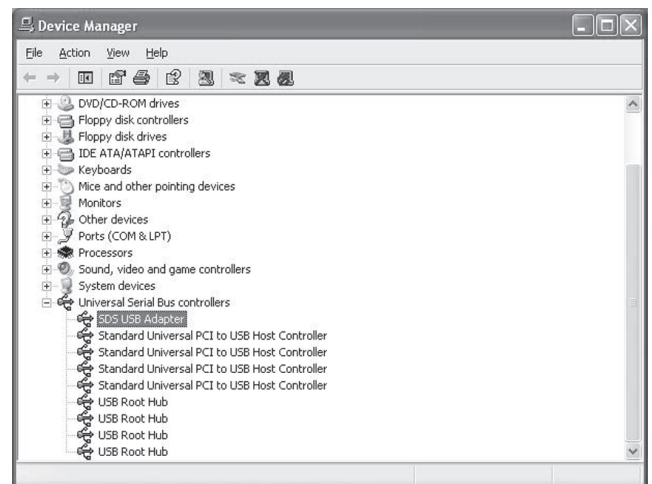 Device Manager
File Action View Help
DVD/CD-ROM drives
Floppy disk controllers
Floppy disk drives
IDE ATA/ATAPI controllers
Keyboards
Mice and other pointing devices
Monitors
Other devices
Ports (COM & LPT)
Processors
Sound, video and game controllers
System devices
Universal Serial Bus controllers
SDS USB Adapter
Standard Universal PCI to USB Host Controller
Standard Universal PCI to USB Host Controller
Standard Universal PCI to USB Host Controller
Standard Universal PCI to USB Host Controller
USB Root Hub
USB Root Hub
USB Root Hub
USB Root Hub